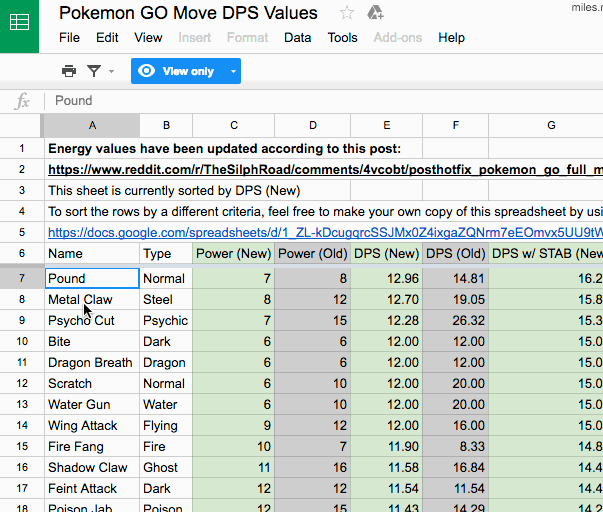 Pokemon GO Move DPS Values
miles.
File Edit View Insert Format Data Tools Add-ons Help
View only
fx Pound
A B C D E F G
1 Energy values have been updated according to this post:
2 https://www.reddit.com/r/TheSilphRoad/comments/4vcobt/posthotfix_pokemon_go_full_m
3 This sheet is currently sorted by DPS (New)
4 To sort the rows by a different criteria, feel free to make your own copy of this spreadsheet by usi
5
6 Name Type Power (New) Power (Old) DPS (New) DPS (Old) DPS w/ STAB (New
7 Pound Normal 7 8 12.96 14.81 16.2
8 Metal Claw Steel 8 12 12.70 19.05 15.8
9 Psycho Cut Psychic 7 15 12.28 26.32 15.3
10 Bite Dark 6 6 12.00 12.00 15.0
11 Dragon Breath Dragon 6 6 12.00 12.00 15.0
12 Scratch Normal 6 10 12.00 20.00 15.0
13 Water Gun Water 6 10 12.00 20.00 15.0
14 Wing Attack Flying 9 12 12.00 16.00 15.0
15 Fire Fang Fire 10 7 11.90 8.33 14.8
16 Shadow Claw Ghost 11 16 11.58 16.84 14.4
17 Feint Attack Dark 12 12 11.54 11.54 14.4
18 Poison Jab Poison 12 15 11.43 14.29 14.2